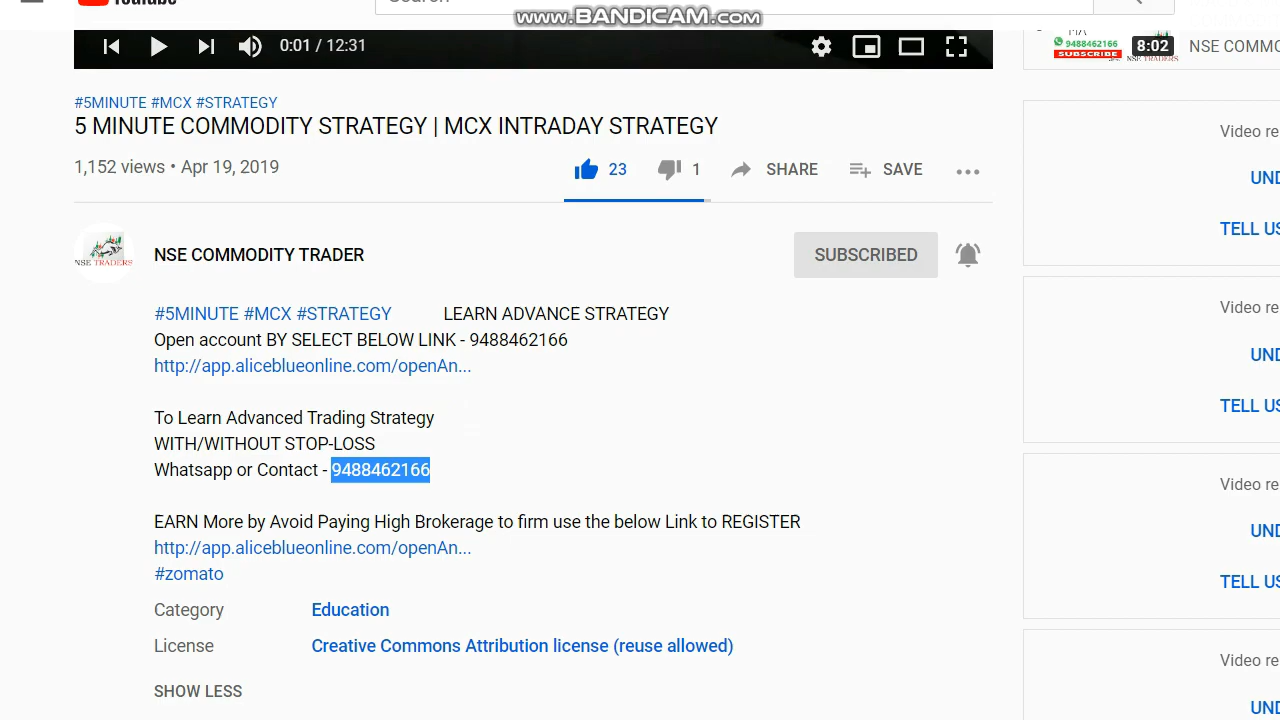 www.BANDICAM.com
0:01 / 12:31
9488462166
SUBSCRIBE
8:02
NSE COMMO
NSE TRADERS
#5MINUTE #MCX #STRATEGY
5 MINUTE COMMODITY STRATEGY | MCX INTRADAY STRATEGY
1,152 views • Apr 19, 2019
23
1
SHARE
SAVE
Video re
UND
TELL US
NSE TRADERS
NSE COMMODITY TRADER
SUBSCRIBED
#5MINUTE #MCX #STRATEGY LEARN ADVANCE STRATEGY
Open account BY SELECT BELOW LINK - 9488462166
http://app.aliceblueonline.com/openAn...
To Learn Advanced Trading Strategy
WITH/WITHOUT STOP-LOSS
Whatsapp or Contact - 9488462166
EARN More by Avoid Paying High Brokerage to firm use the below Link to REGISTER
http://app.aliceblueonline.com/openAn...
#zomato
Category Education
License Creative Commons Attribution license (reuse allowed)
SHOW LESS
Video re
UND
TELL US
Video re
UND
TELL US
Video re
UND